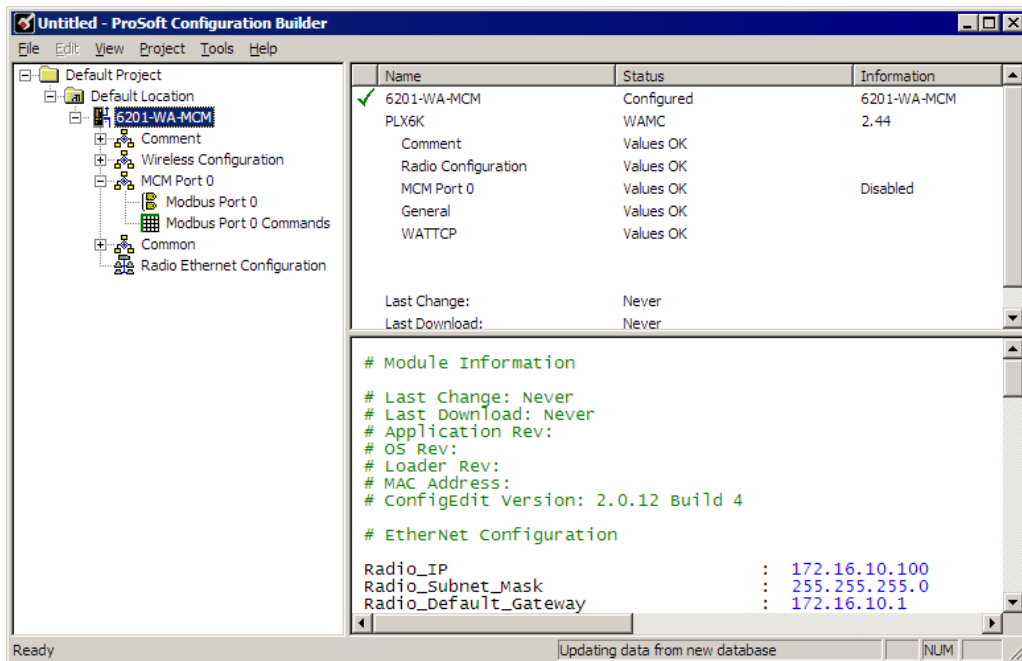 Untitled - ProSoft Configuration Builder
File Edit View Project Tools Help
Default Project
Default Location
6201-WA-MCM
Comment
Wireless Configuration
MCM Port 0
Modbus Port 0
Modbus Port 0 Commands
Common
Radio Ethernet Configuration
Name Status Information
6201-WA-MCM Configured 6201-WA-MCM
PLX6K WAMC 2.44
Comment Values OK
Radio Configuration Values OK
MCM Port 0 Values OK Disabled
General Values OK
WATTCP Values OK
Last Change: Never
Last Download: Never
# Module Information
# Last Change: Never
# Last Download: Never
# Application Rev:
# OS Rev:
# Loader Rev:
# MAC Address:
# ConfigEdit Version: 2.0.12 Build 4
# EtherNet Configuration
Radio_IP : 172.16.10.100
Radio_Subnet_Mask : 255.255.255.0
Radio_Default_Gateway : 172.16.10.1
Ready Updating data from new database NUM